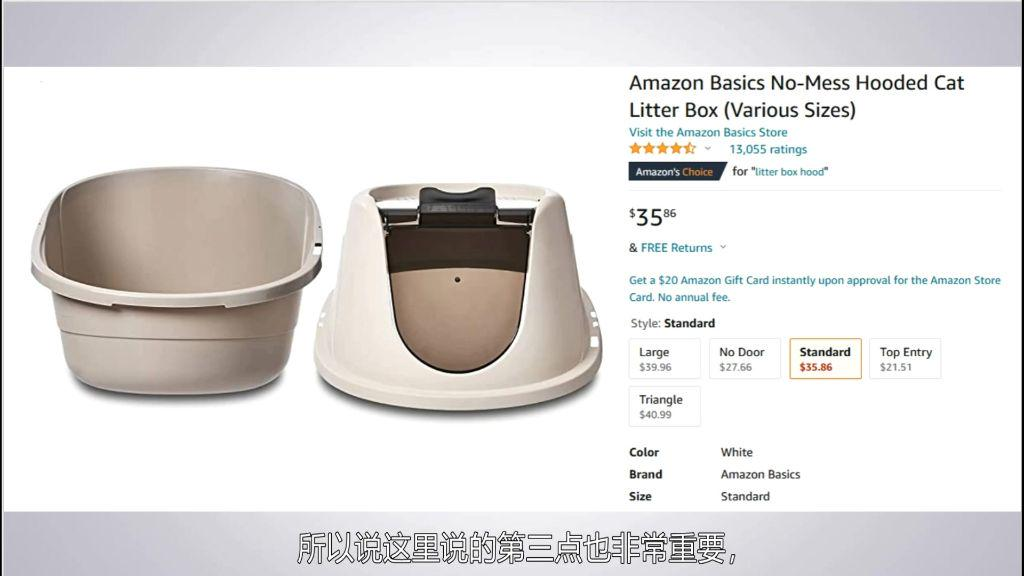 Amazon Basics No-Mess Hooded Cat
Litter Box (Various Sizes)
Visit the Amazon Basics Store
13,055 ratings
Amazon's Choice for "litter box hood"
$35 86
& FREE Returns
Get a $20 Amazon Gift Card instantly upon approval for the Amazon Store
Card. No annual fee.
Style: Standard
Large No Door Standard Top Entry
$39.96 $27.66 $35.86 $21.51
Triangle
$40.99
Color White
Brand Amazon Basics
Size Standard
所以说这里说的第三点也非常重要，